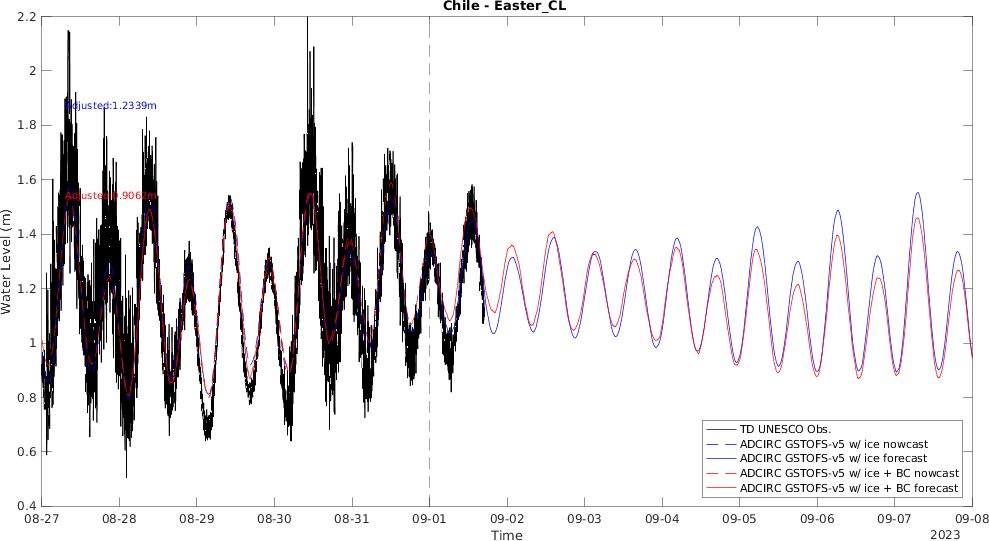 Chile - Easter_CL
2.2
2
1.8
1.6
1.4
1.2
1
0.8
0.6
0.4
Water Level (m)
Adjusted:1.2339m
Adjusted:0.9062m
TD UNESCO Obs.
ADCIRC GSTOFS-v5 w/ ice nowcast
ADCIRC GSTOFS-v5 w/ ice forecast
ADCIRC GSTOFS-v5 w/ ice + BC nowcast
ADCIRC GSTOFS-v5 w/ ice + BC forecast
08-27 08-28 08-29 08-30 08-31 09-01 09-02 09-03 09-04 09-05 09-06 09-07 09-08
Time
2023